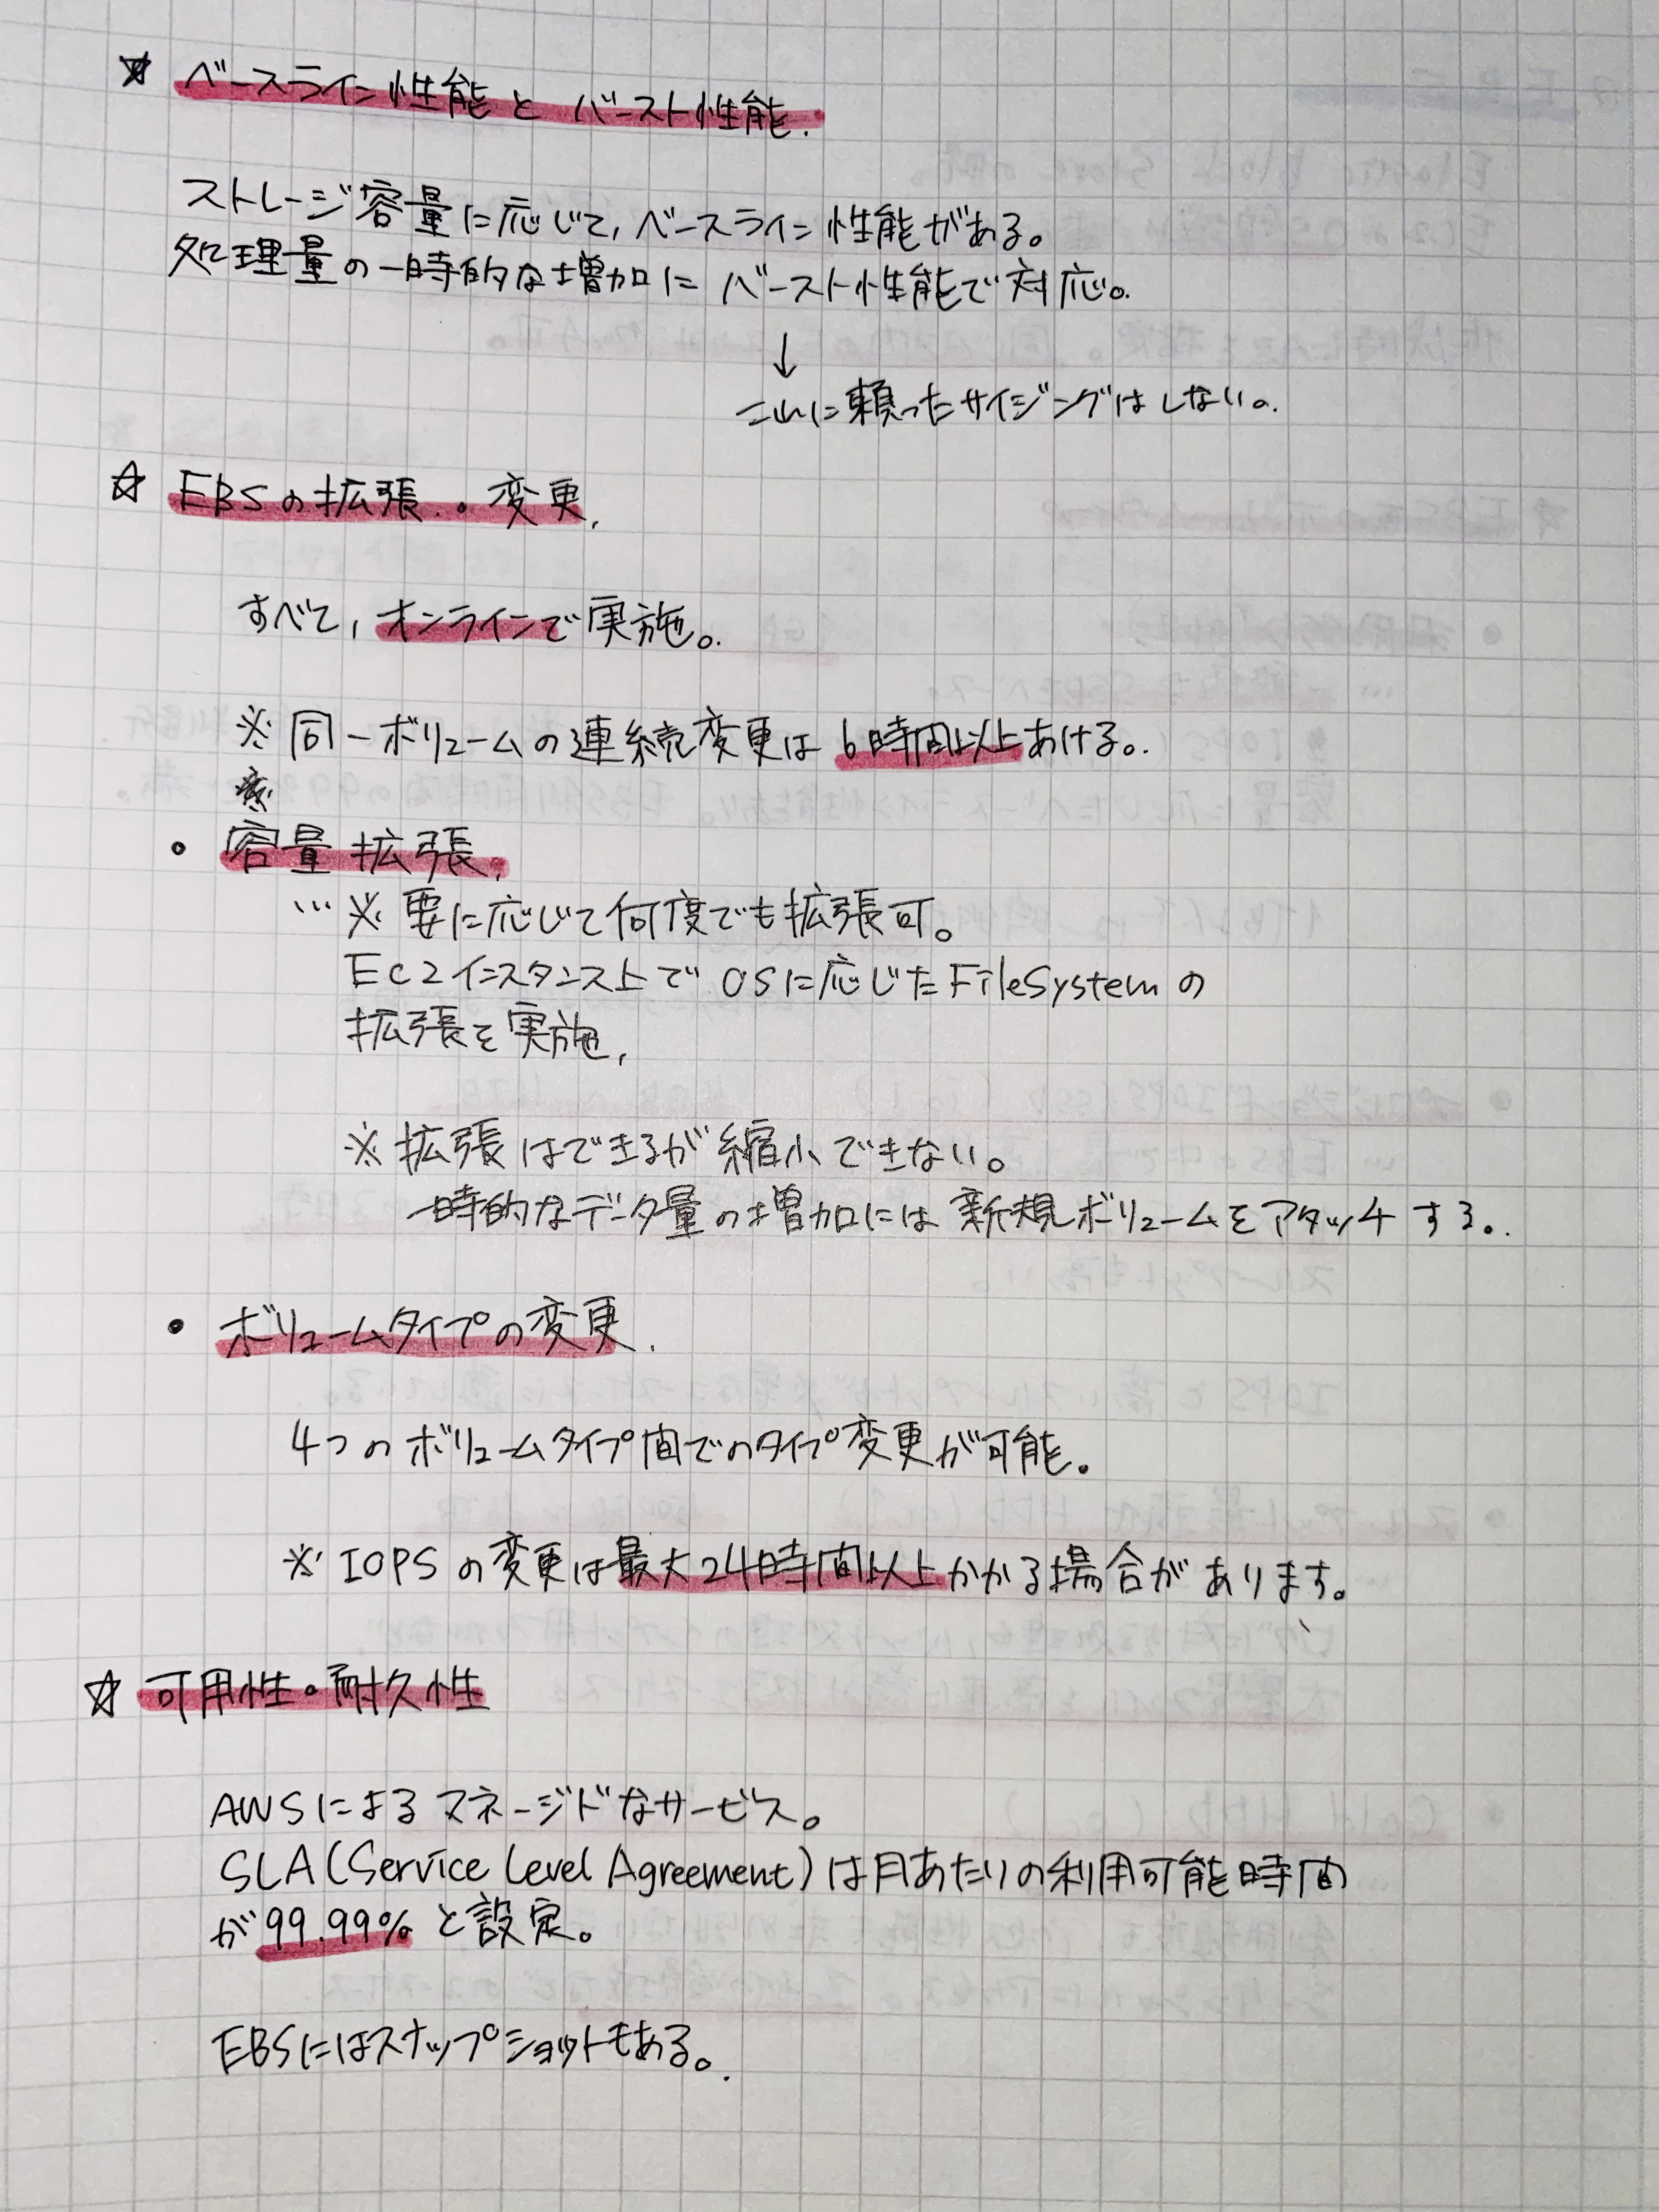 ☆ ベースライン性能とバースト性能.
ストレージ容量に応じて, ベースライン性能がある。
処理量の一時的な増加にバースト性能で対応。
↓
これに頼ったサイジングはしない。
☆ EBSの拡張・変更,
すべて, オンラインで実施。
※ 同一ボリュームの連続変更は6時間以上あける。
・容量拡張,
… ※ 要に応じて何度でも拡張可。
EC2インスタンス上でOSに応じたFileSystemの
拡張を実施,
※ 拡張はできるが縮小できない。
一時的なデータ量の増加には新規ボリュームをアタッチする。
・ボリュームタイプの変更.
4つのボリュームタイプ間でのタイプ変更が可能。
※ IOPSの変更は最大24時間以上かかる場合があります。
☆ 可用性・耐久性
AWSによるマネージドなサービス。
SLA(Service Level Agreement)は月あたりの利用可能時間
が99.99%と設定。
EBSにはスナップショットもある。